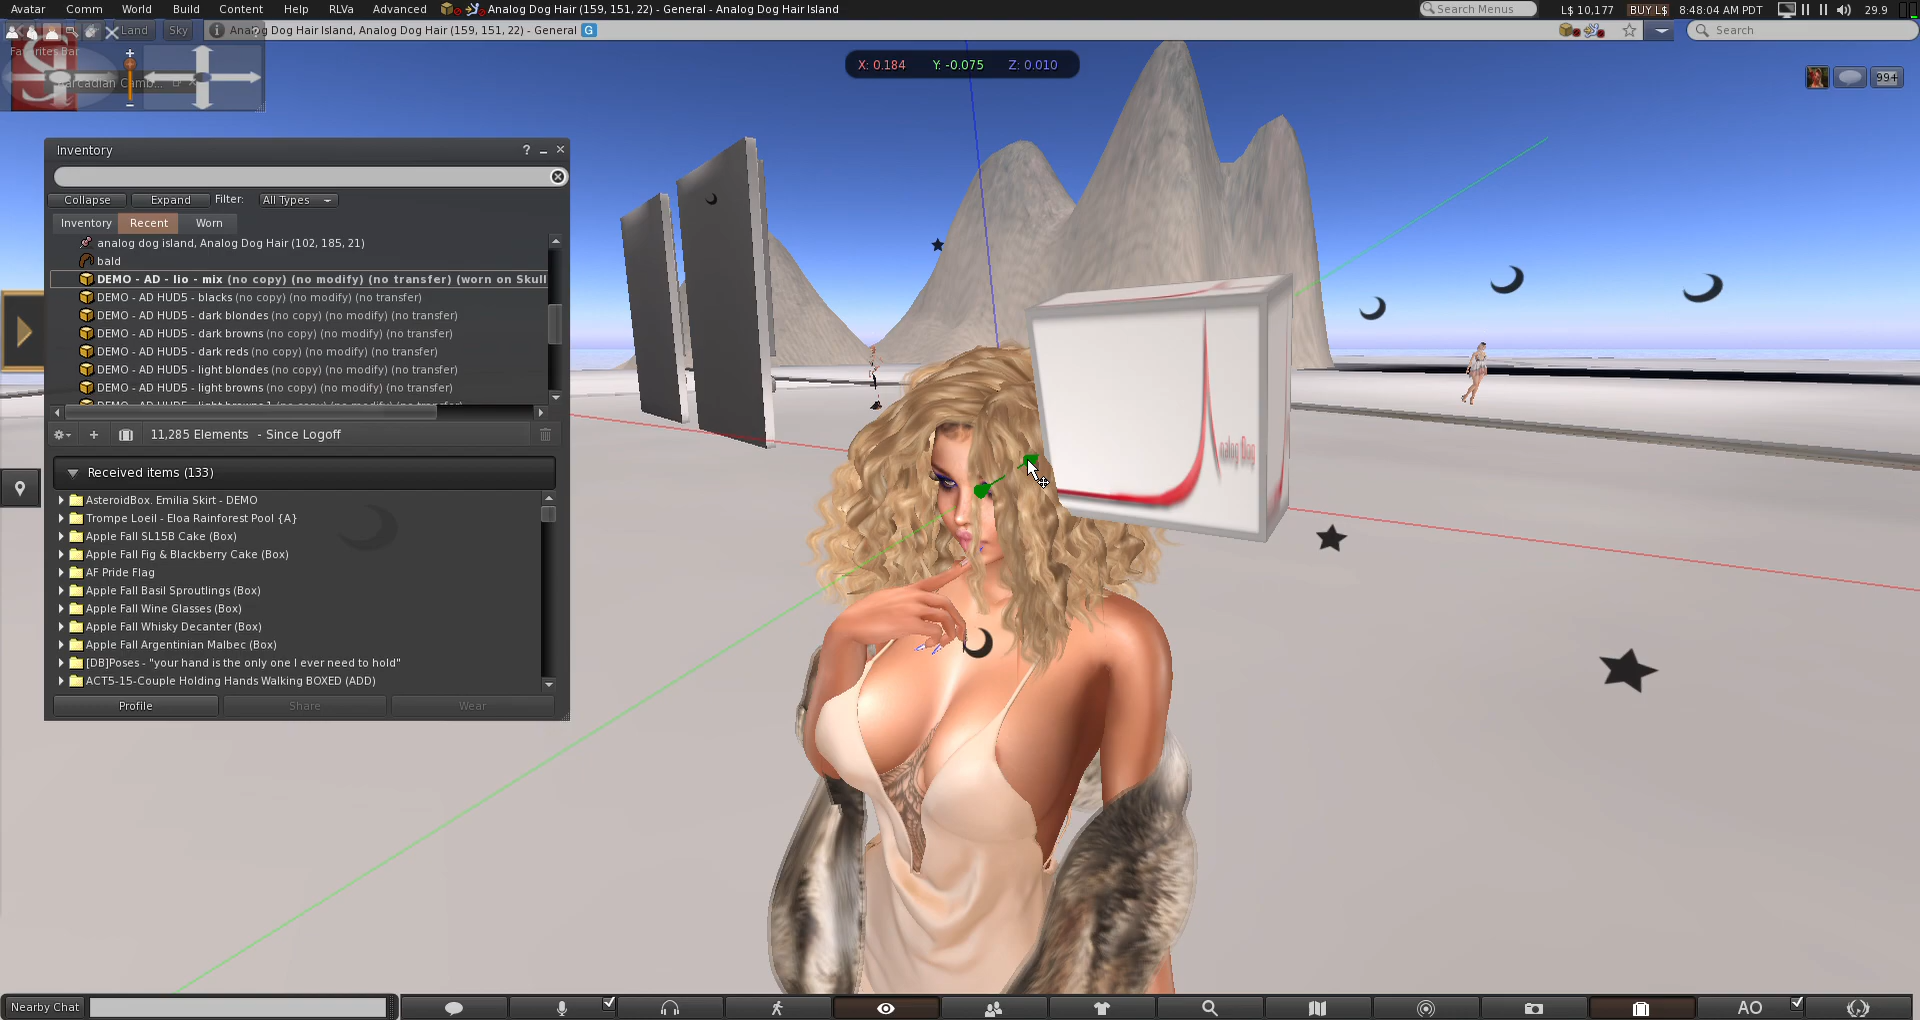 Avatar Comm World Build Content Help RLVa Advanced Analog Dog Hair (159, 151, 22) - General - Analog Dog Hair Island Search Menus L$ 10,177 BUY L$ 8:48:04 AM PDT 29.9
Land Sky Analog Dog Hair Island, Analog Dog Hair (159, 151, 22) - General G Search
Favorites Bar
X: 0.184 Y: -0.075 Z: 0.010
99+
Inventory
Collapse Expand Filter: All Types
Inventory Recent Worn
analog dog island, Analog Dog Hair (102, 185, 21)
bald
DEMO - AD - lio - mix (no copy) (no modify) (no transfer) (worn on Skull
DEMO - AD HUD5 - blacks (no copy) (no modify) (no transfer)
DEMO - AD HUD5 - dark blondes (no copy) (no modify) (no transfer)
DEMO - AD HUD5 - dark browns (no copy) (no modify) (no transfer)
DEMO - AD HUD5 - dark reds (no copy) (no modify) (no transfer)
DEMO - AD HUD5 - light blondes (no copy) (no modify) (no transfer)
DEMO - AD HUD5 - light browns (no copy) (no modify) (no transfer)
11,285 Elements - Since Logoff
Received items (133)
AsteroidBox. Emilia Skirt - DEMO
Trompe Loeil - Eloa Rainforest Pool {A}
Apple Fall SL15B Cake (Box)
Apple Fall Fig & Blackberry Cake (Box)
AF Pride Flag
Apple Fall Basil Sproutlings (Box)
Apple Fall Wine Glasses (Box)
Apple Fall Whisky Decanter (Box)
Apple Fall Argentinian Malbec (Box)
[DB]Poses - "your hand is the only one I ever need to hold"
ACT5-15-Couple Holding Hands Walking BOXED (ADD)
Profile Share Wear
nalog Dog
Nearby Chat
AO